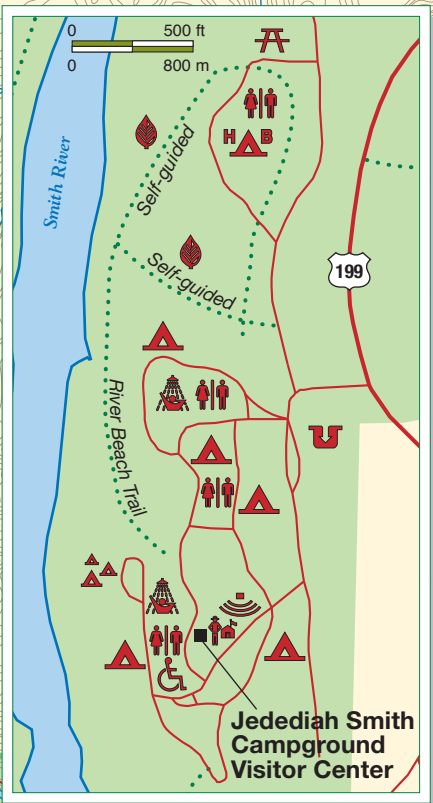 0 500 ft
0 800 m
Smith River
Self-guided
H B
Self-guided
199
River Beach Trail
Jedediah Smith
Campground
Visitor Center